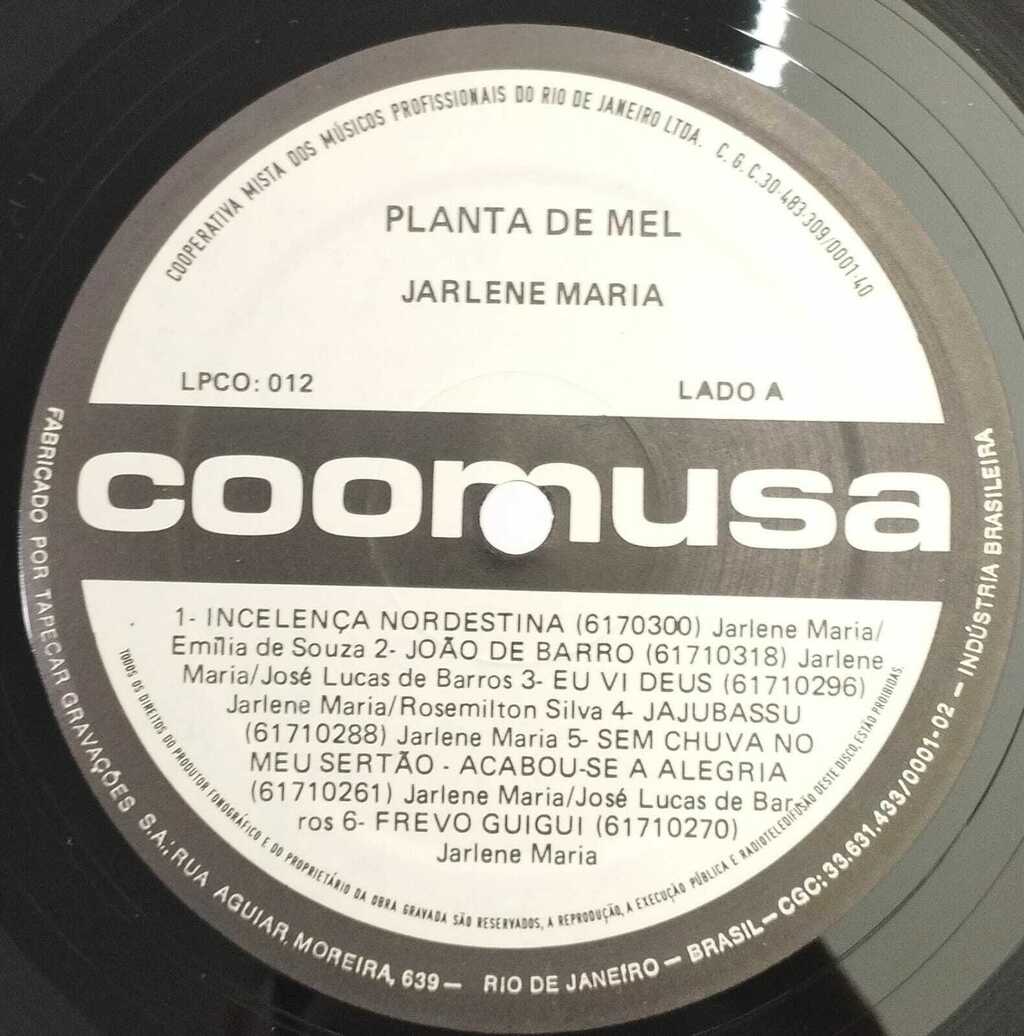 COOPERATIVA MISTA DOS MÚSICOS PROFISSIONAIS DO RIO DE JANEIRO LTDA. C.G.C.30-483-309/0001-40
PLANTA DE MEL
JARLENE MARIA
LPCO: 012
LADO A
coomusa
1- INCELENÇA NORDESTINA (6170300) Jarlene Maria/
Emília de Souza 2- JOÃO DE BARRO (61710318) Jarlene
Maria/José Lucas de Barros 3- EU VI DEUS (61710296)
Jarlene Maria/Rosemilton Silva 4- JAJUBASSU
(61710288) Jarlene Maria 5- SEM CHUVA NO
MEU SERTÃO - ACABOU-SE A ALEGRIA
(61710261) Jarlene Maria/José Lucas de Bar-
ros 6- FREVO GUIGUI (61710270)
Jarlene Maria
TODOS OS DIREITOS DO PRODUTOR FONOGRÁFICO E DO PROPRIETÁRIO DA OBRA GRAVADA SÃO RESERVADOS, A REPRODUÇÃO, A EXECUÇÃO PÚBLICA E RADIOTELEDIFUSÃO DESTE DISCO, ESTÃO PROIBIDAS.
FABRICADO POR TAPECAR GRAVAÇÕES S.A.; RUA AGUIAR, MOREIRA, 639 — RIO DE JANEIRO — BRASIL — CGC: 33,631,433/0001-02 — INDÚSTRIA BRASILEIRA